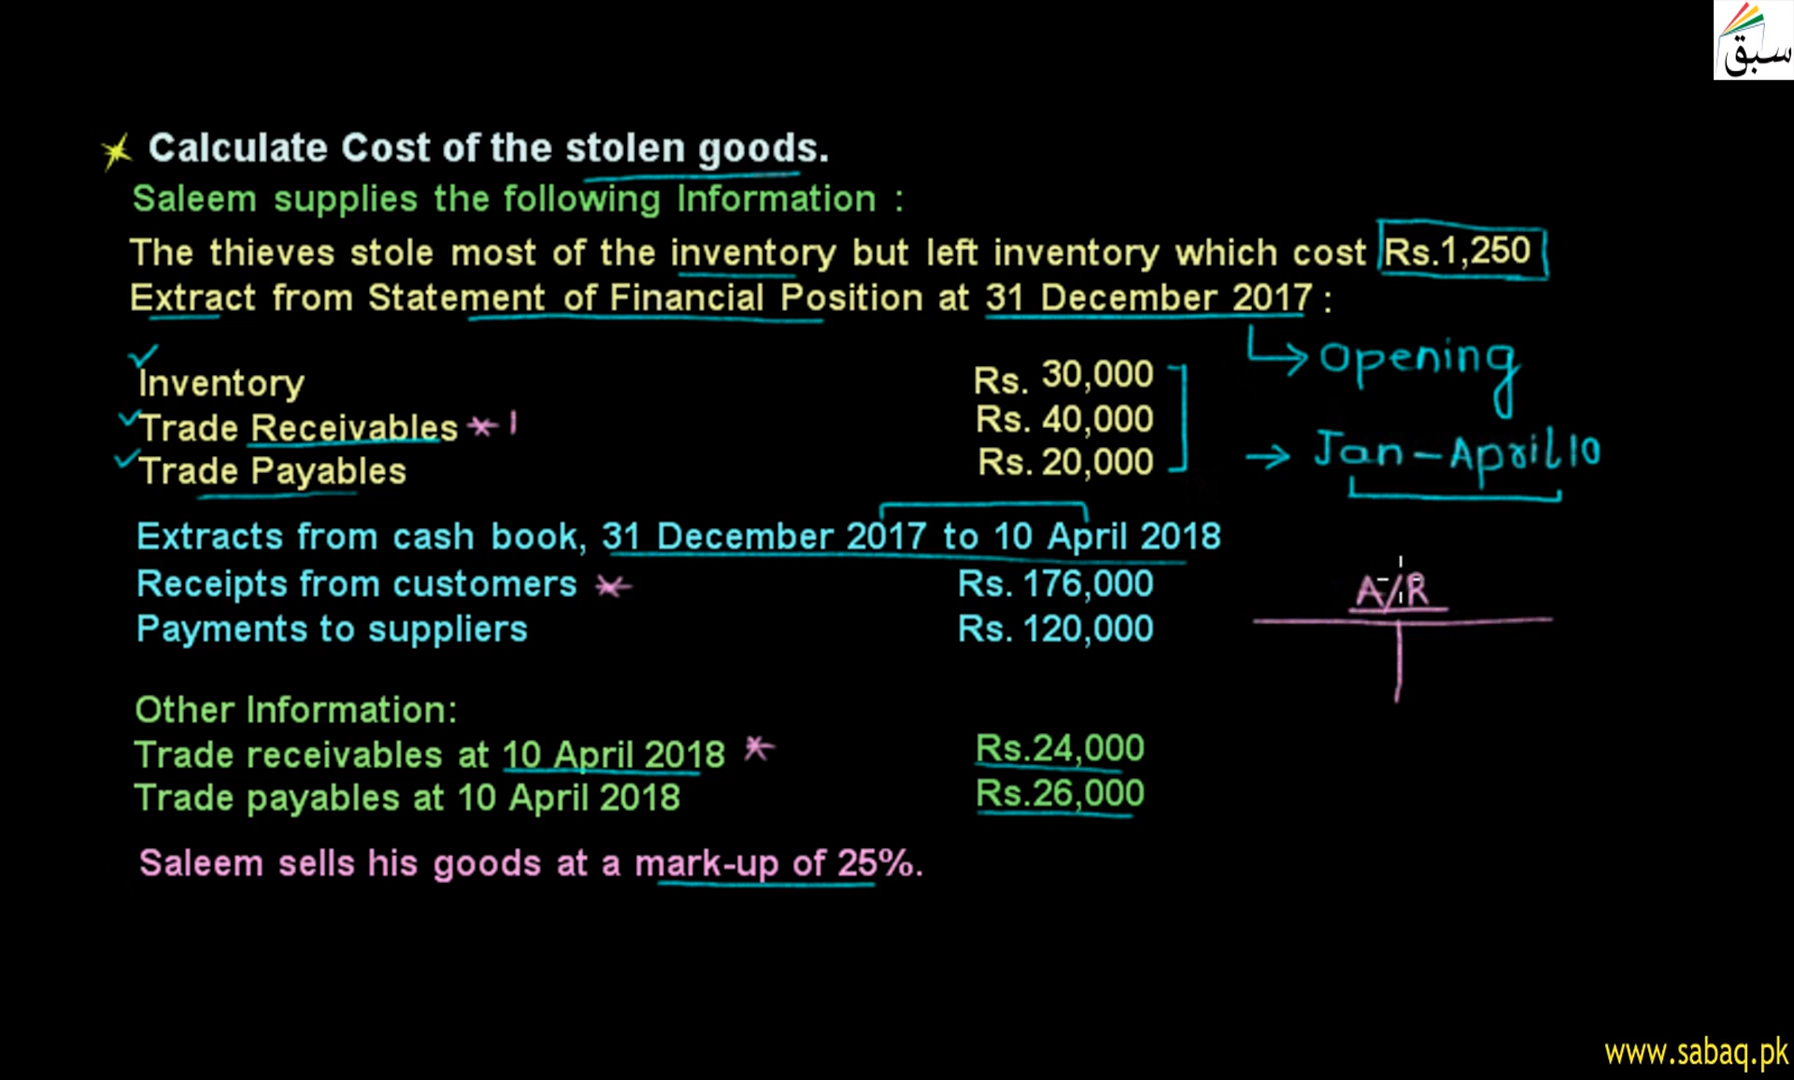 سبق
Calculate Cost of the stolen goods.
Saleem supplies the following Information :
The thieves stole most of the inventory but left inventory which cost Rs.1,250
Extract from Statement of Financial Position at 31 December 2017 :
Opening
Inventory Rs. 30,000
Trade Receivables * 1 Rs. 40,000
Jan - April 10
Trade Payables Rs. 20,000
Extracts from cash book, 31 December 2017 to 10 April 2018
Receipts from customers * Rs. 176,000
A/R
Payments to suppliers Rs. 120,000
Other Information:
Trade receivables at 10 April 2018 * Rs.24,000
Trade payables at 10 April 2018 Rs.26,000
Saleem sells his goods at a mark-up of 25%.
www.sabaq.pk